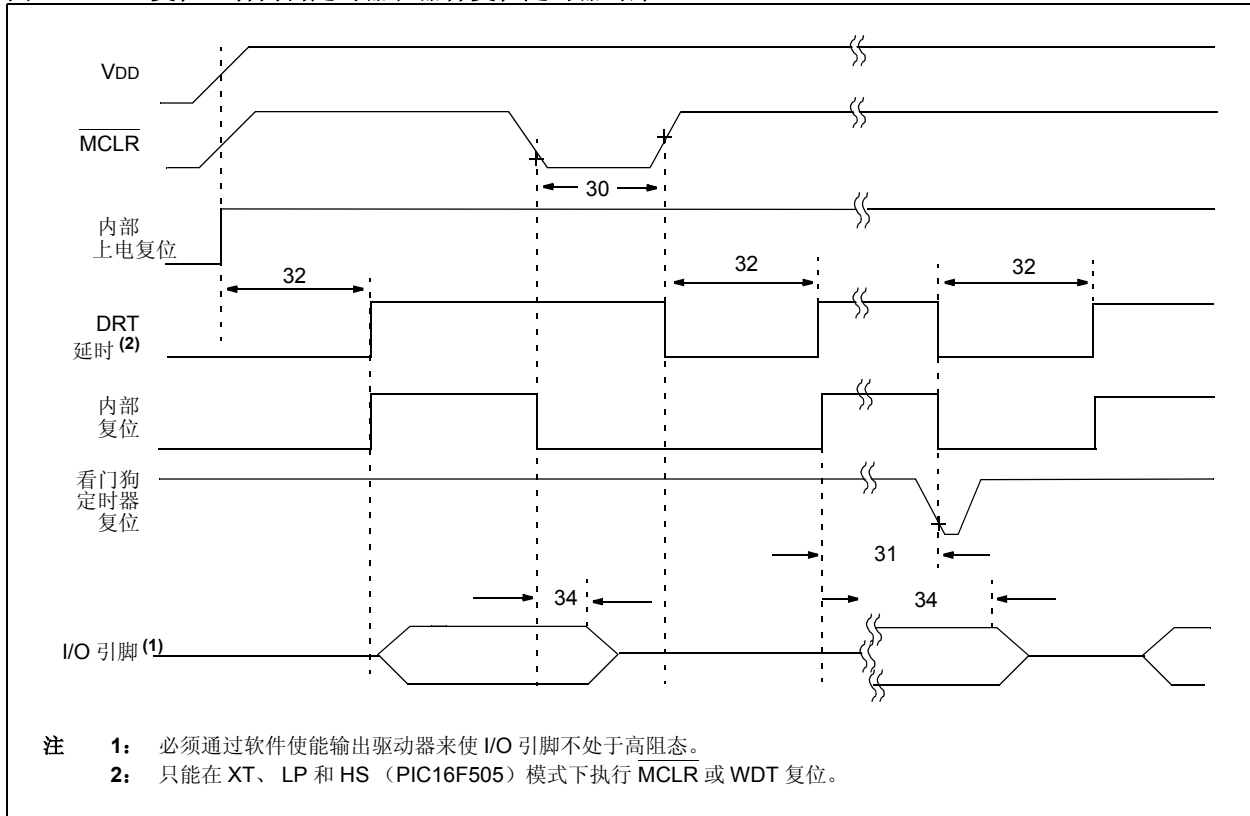 VDD
MCLR
30
内部
上电复位
32
32
32
DRT
延时 (2)
内部
复位
看门狗
定时器
复位
31
34
34
I/O 引脚 (1)
注 1: 必须通过软件使能输出驱动器来使 I/O 引脚不处于高阻态。
2: 只能在 XT、LP 和 HS （PIC16F505）模式下执行 MCLR 或 WDT 复位。